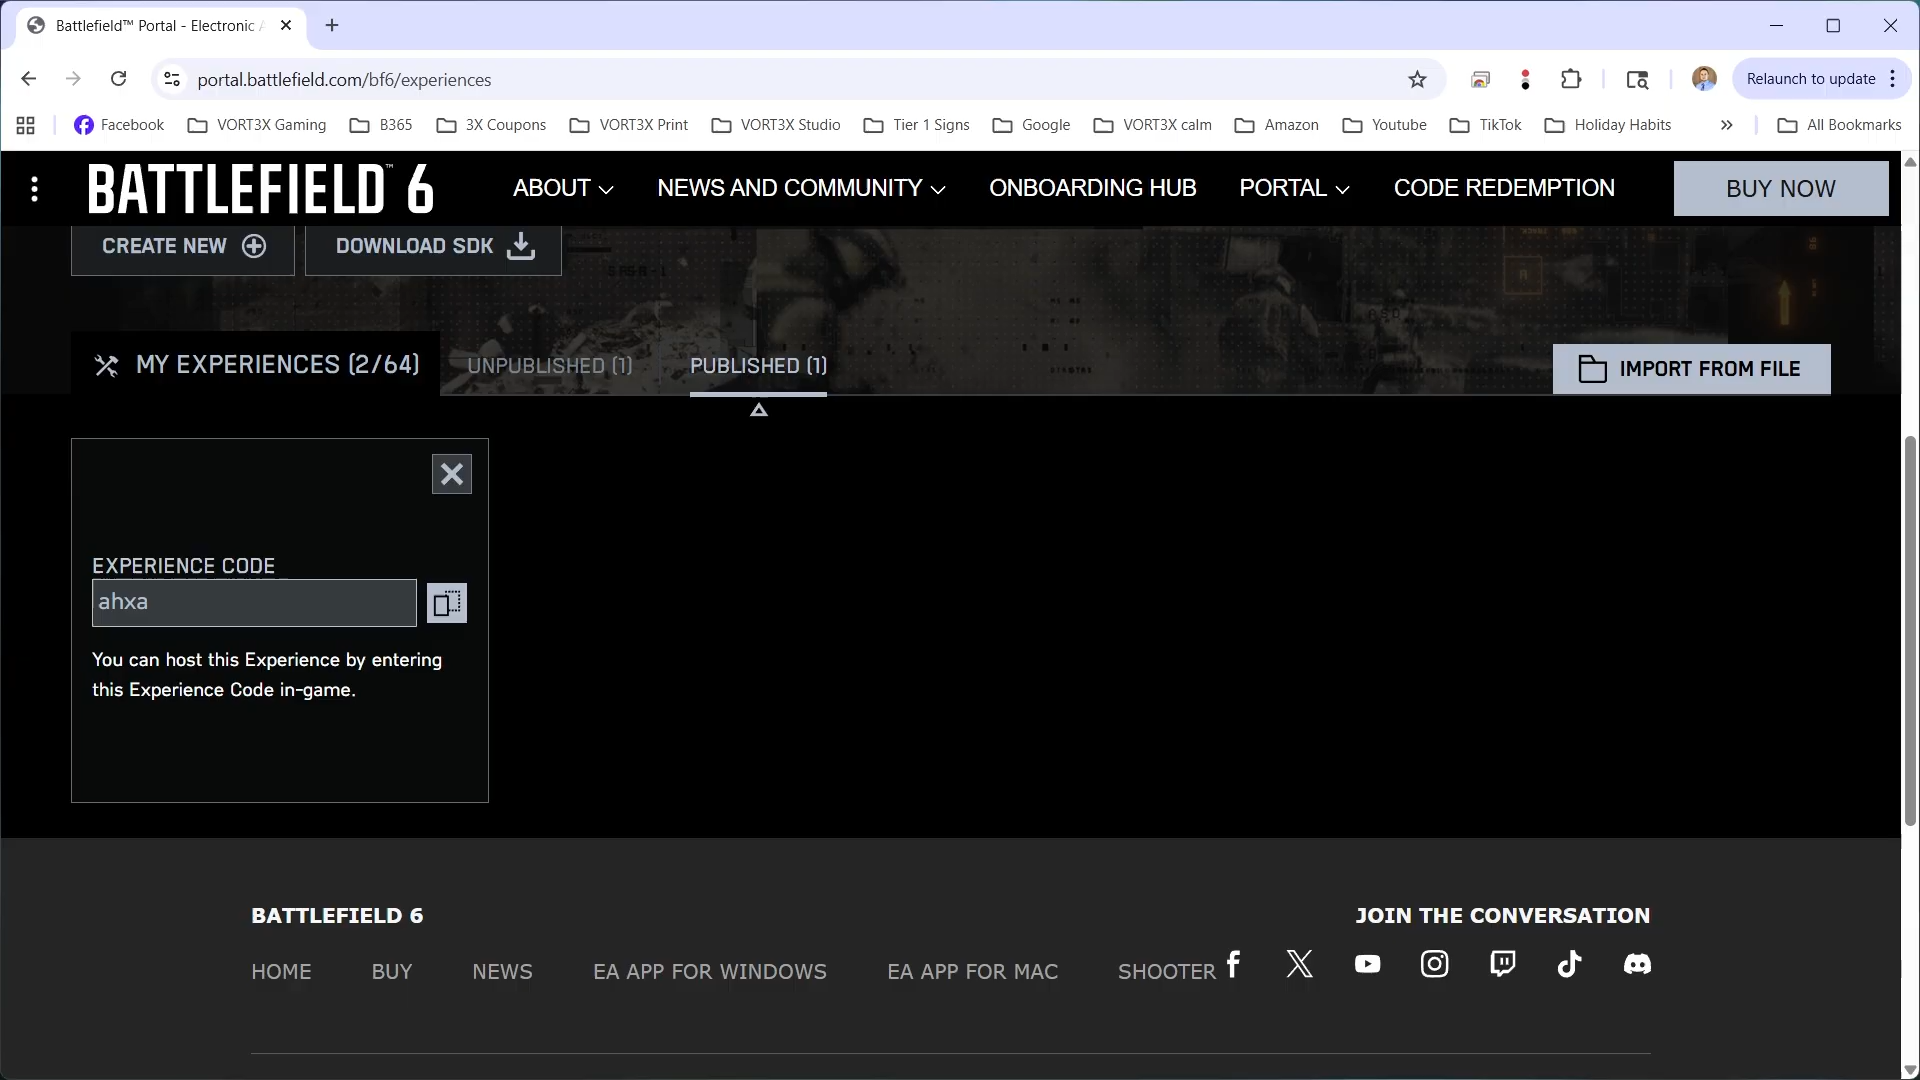 Battlefield™ Portal - Electronic A
portal.battlefield.com/bf6/experiences
Relaunch to update
Facebook VORT3X Gaming B365 3X Coupons VORT3X Print VORT3X Studio Tier 1 Signs Google VORT3X calm Amazon Youtube TikTok Holiday Habits » All Bookmarks
BATTLEFIELD™ 6 ABOUT NEWS AND COMMUNITY ONBOARDING HUB PORTAL CODE REDEMPTION BUY NOW
CREATE NEW DOWNLOAD SDK
MY EXPERIENCES (2/64) UNPUBLISHED (1) PUBLISHED (1) IMPORT FROM FILE
EXPERIENCE CODE
ahxa
You can host this Experience by entering
this Experience Code in-game.
BATTLEFIELD 6 JOIN THE CONVERSATION
HOME BUY NEWS EA APP FOR WINDOWS EA APP FOR MAC SHOOTER